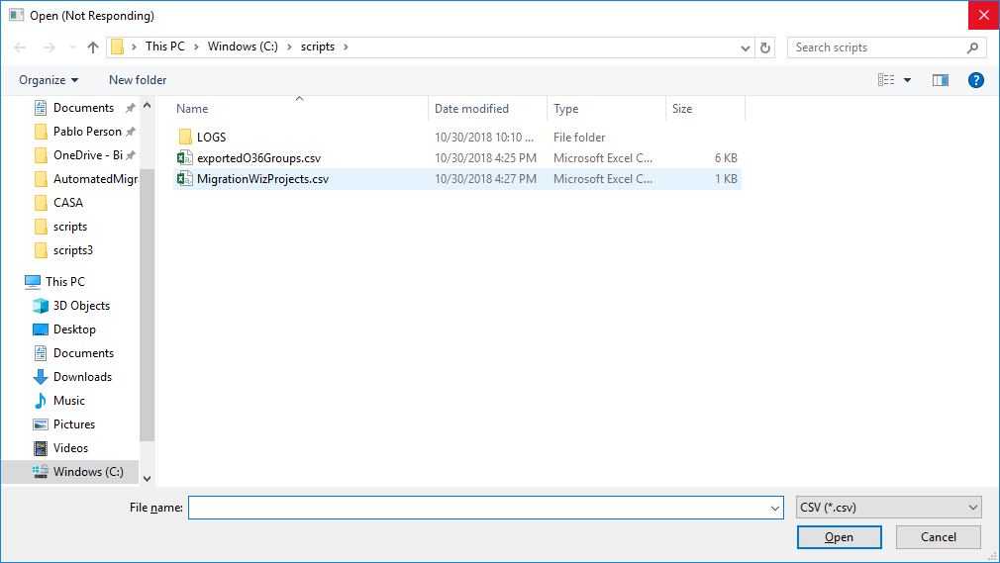 Open (Not Responding)
This PC Windows (C:) scripts
Search scripts
Organize New folder
Name Date modified Type Size
LOGS 10/30/2018 10:10 ... File folder
exportedO36Groups.csv 10/30/2018 4:25 PM Microsoft Excel C... 6 KB
MigrationWizProjects.csv 10/30/2018 4:27 PM Microsoft Excel C... 1 KB
Documents
Pablo Person
OneDrive - Bi
AutomatedMigr
CASA
scripts
scripts3
This PC
3D Objects
Desktop
Documents
Downloads
Music
Pictures
Videos
Windows (C:)
File name: CSV (*.csv)
Open Cancel